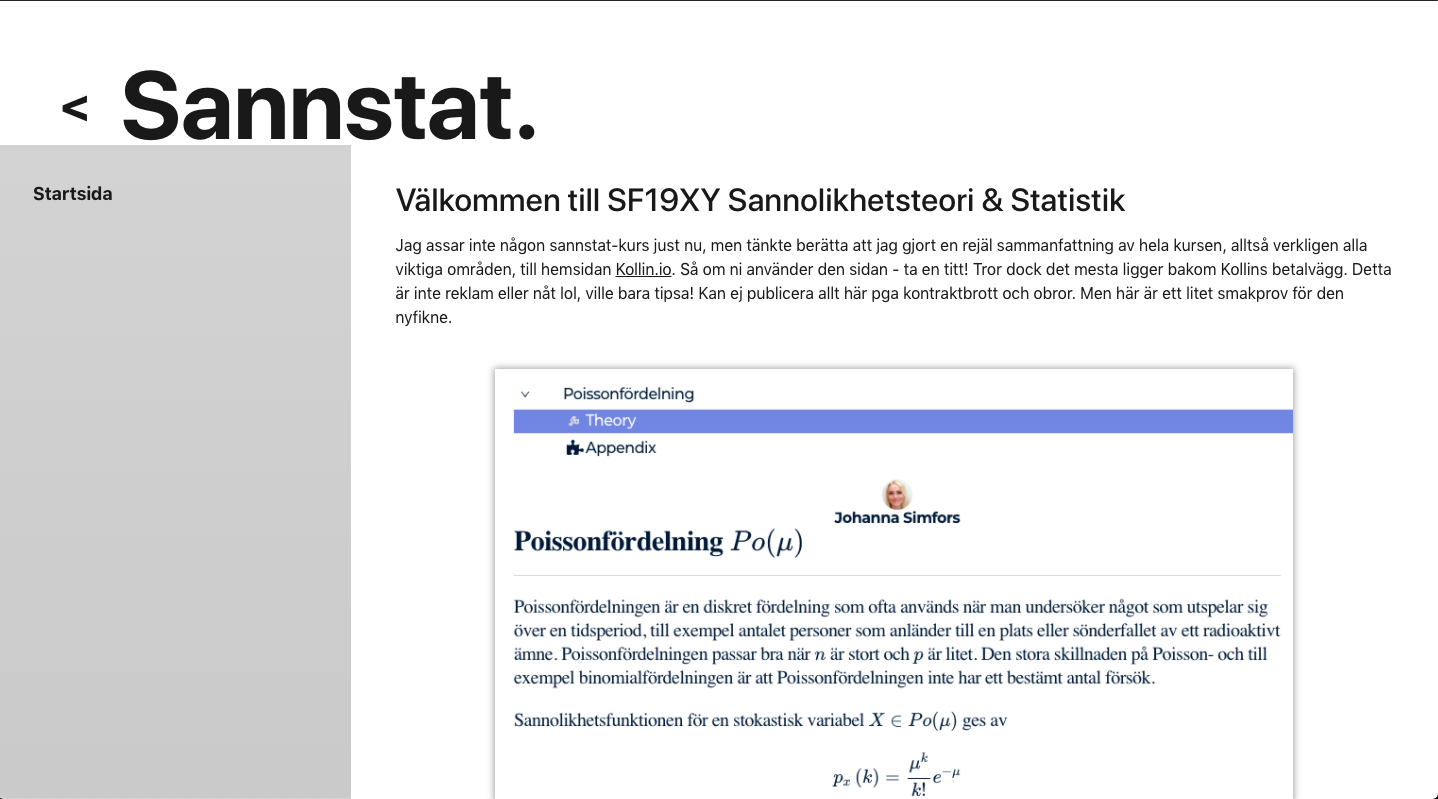 < Sannstat.
Startsida
Välkommen till SF19XY Sannolikhetsteori & Statistik
Jag assar inte någon sannstat-kurs just nu, men tänkte berätta att jag gjort en rejäl sammanfattning av hela kursen, alltså verkligen alla
viktiga områden, till hemsidan Kollin.io. Så om ni använder den sidan - ta en titt! Tror dock det mesta ligger bakom Kollins betalvägg. Detta
är inte reklam eller nåt lol, ville bara tipsa! Kan ej publicera allt här pga kontraktbrott och obror. Men här är ett litet smakprov för den
nyfikne.
Poissonfördelning
Theory
Appendix
Johanna Simfors
Poissonfördelning Po(μ)
Poissonfördelningen är en diskret fördelning som ofta används när man undersöker något som utspelar sig
över en tidsperiod, till exempel antalet personer som anländer till en plats eller sönderfallet av ett radioaktivt
ämne. Poissonfördelningen passar bra när n är stort och p är litet. Den stora skillnaden på Poisson- och till
exempel binomialfördelningen är att Poissonfördelningen inte har ett bestämt antal försök.
Sannolikhetsfunktionen för en stokastisk variabel X ∈ Po(μ) ges av
pₓ (k) = μᵏ/k! e⁻μ